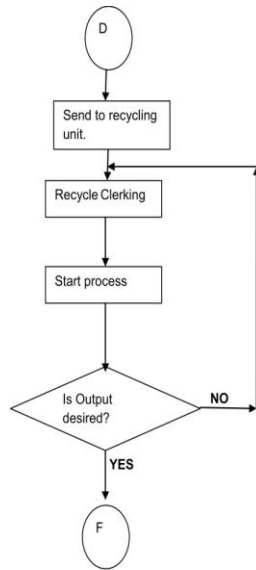 D
Send to recycling
unit.
Recycle Clerking
Start process
Is Output
desired?
NO
YES
F